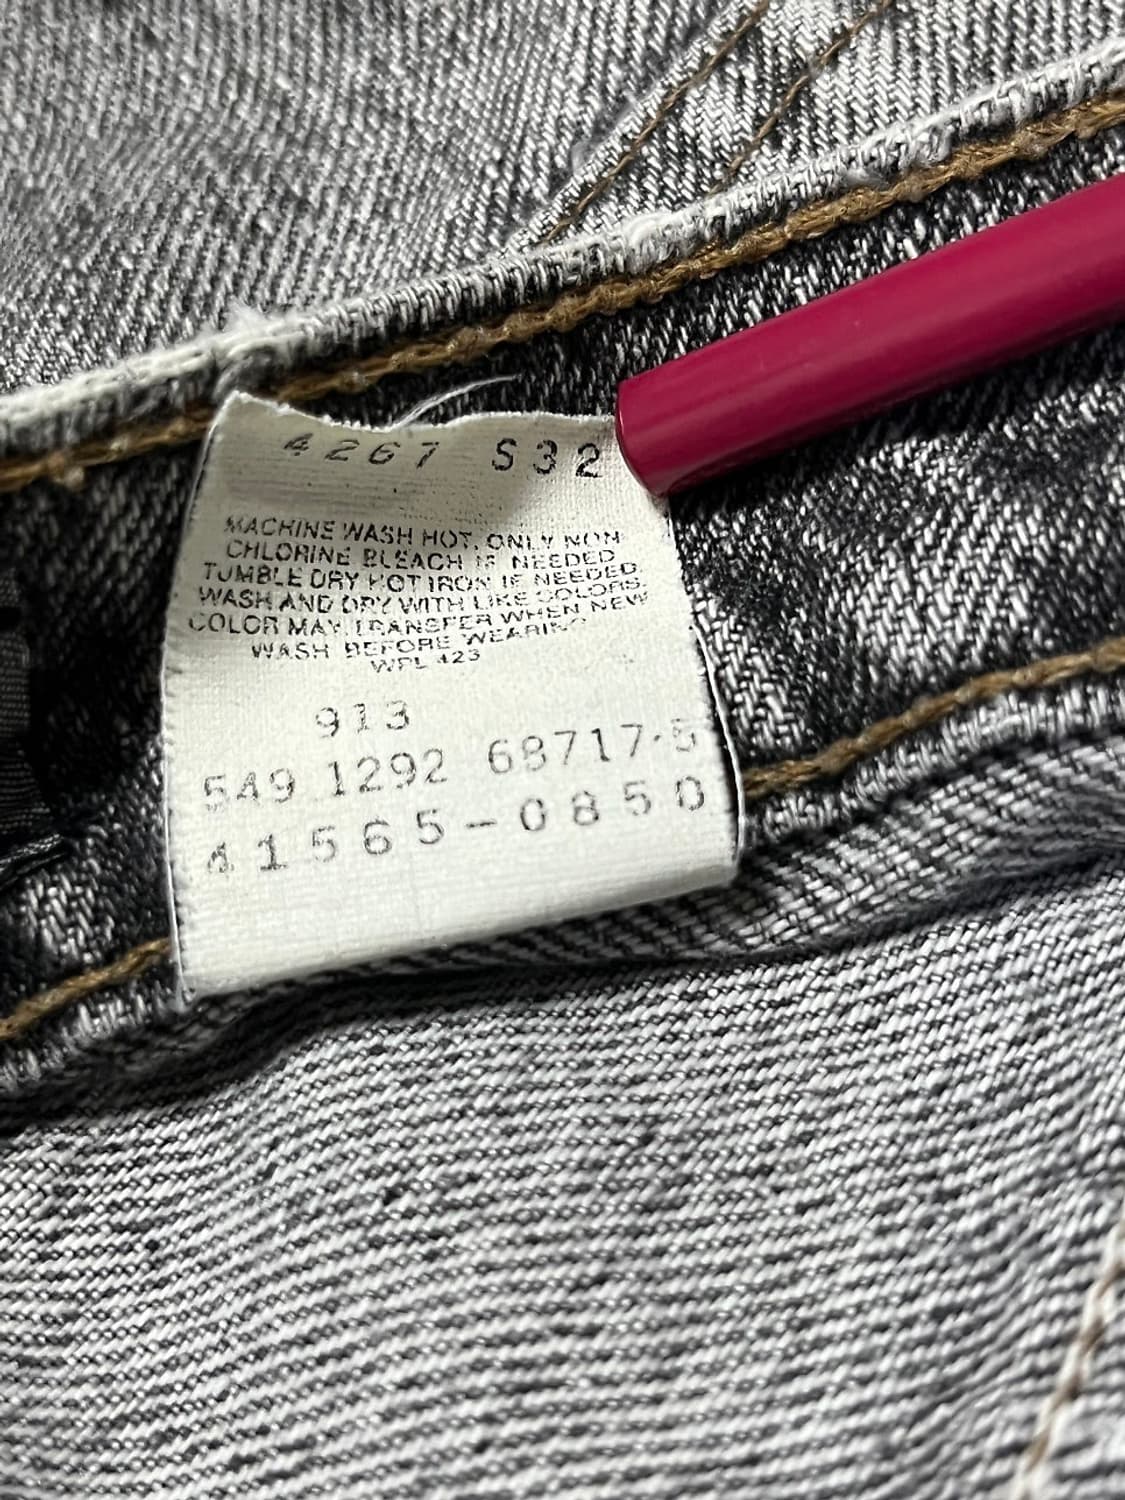 4267 S32
MACHINE WASH HOT. ONLY NON
CHLORINE BLEACH IF NEEDED
TUMBLE DRY HOT IRON IF NEEDED.
WASH AND DRY WITH LIKE COLORS.
COLOR MAY TRANSFER WHEN NEW
WASH BEFORE WEARING
WPL 423
913
549 1292 68717-5
41565-0850